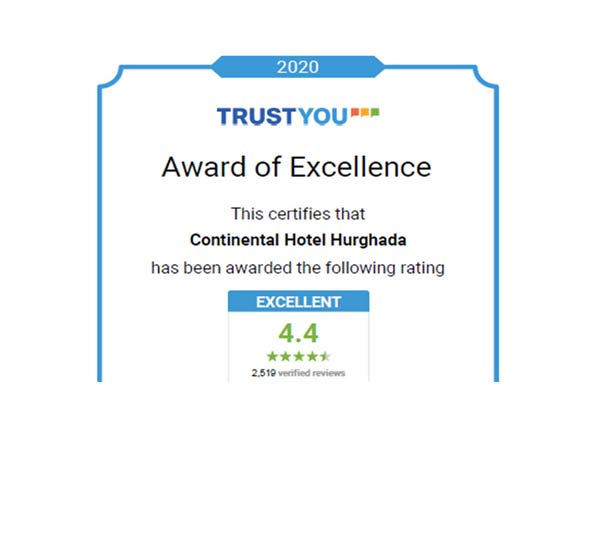 2020
TRUSTYOU
Award of Excellence
This certifies that
Continental Hotel Hurghada
has been awarded the following rating
EXCELLENT
4.4
2,519 verified reviews